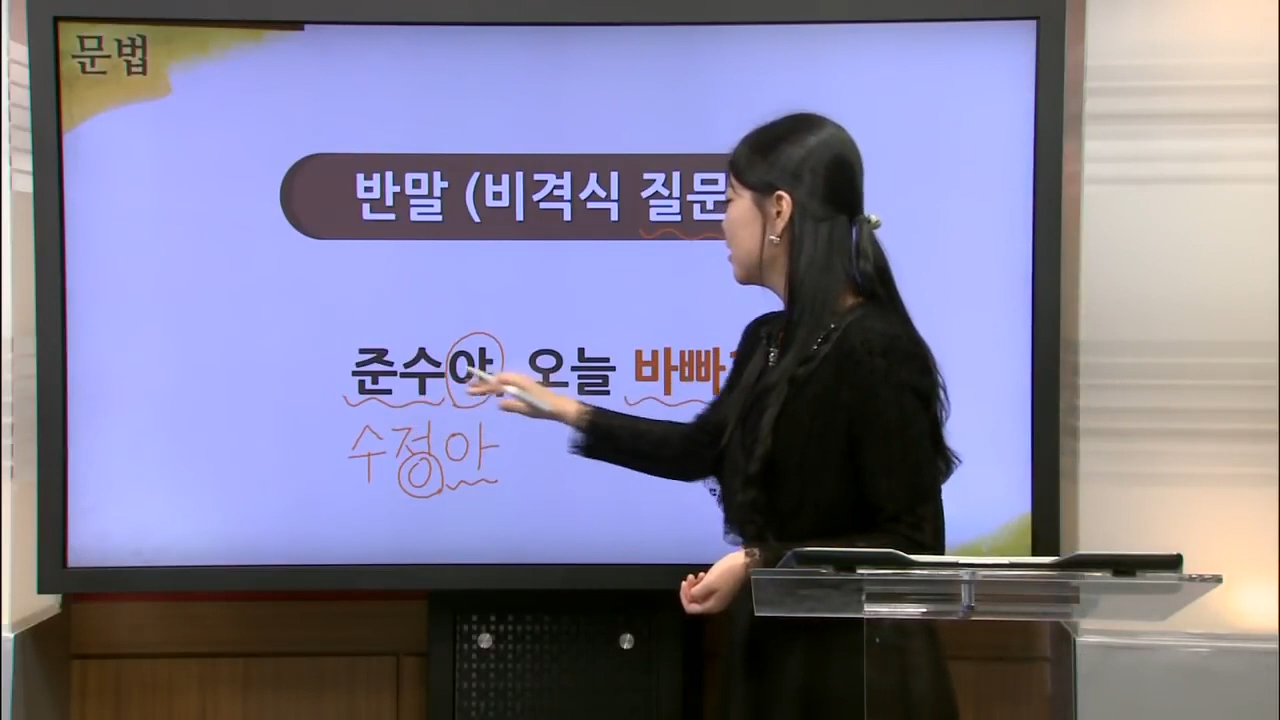 문법
반말 (비격식 질문
준수야, 오늘 바빠
수정아